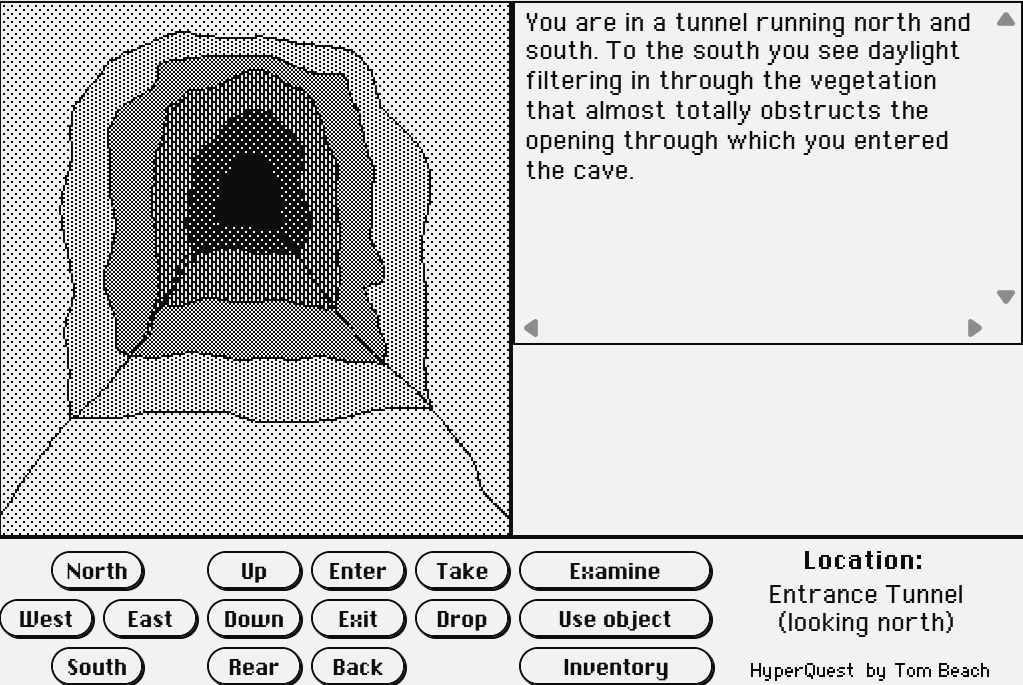 You are in a tunnel running north and
south. To the south you see daylight
filtering in through the vegetation
that almost totally obstructs the
opening through which you entered
the cave.
North
Up
Enter
Take
Examine
West
East
Down
Exit
Drop
Use object
South
Rear
Back
Inventory
Location:
Entrance Tunnel
(looking north)
HyperQuest by Tom Beach